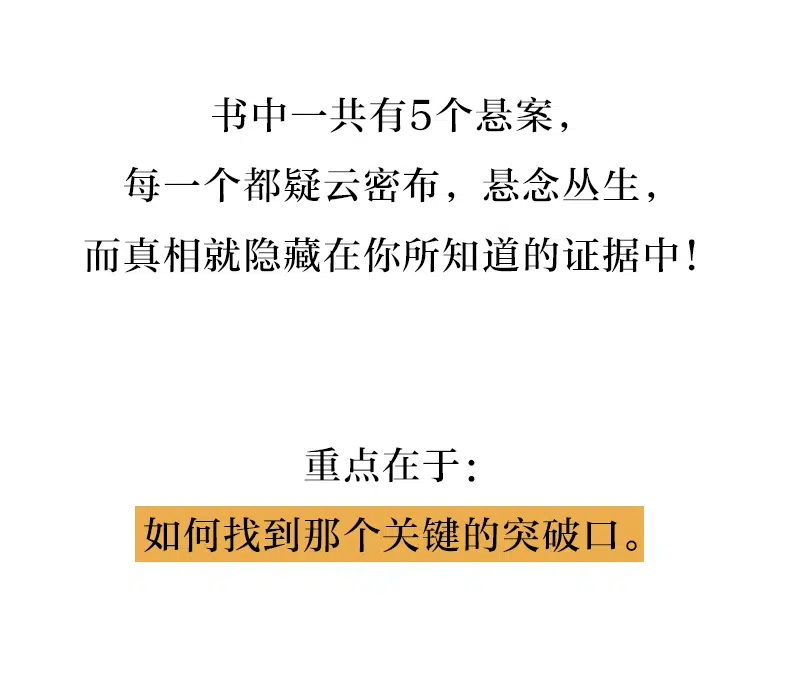 书中一共有5个悬案，
每一个都疑云密布，悬念丛生，
而真相就隐藏在你所知道的证据中！
重点在于：
如何找到那个关键的突破口。